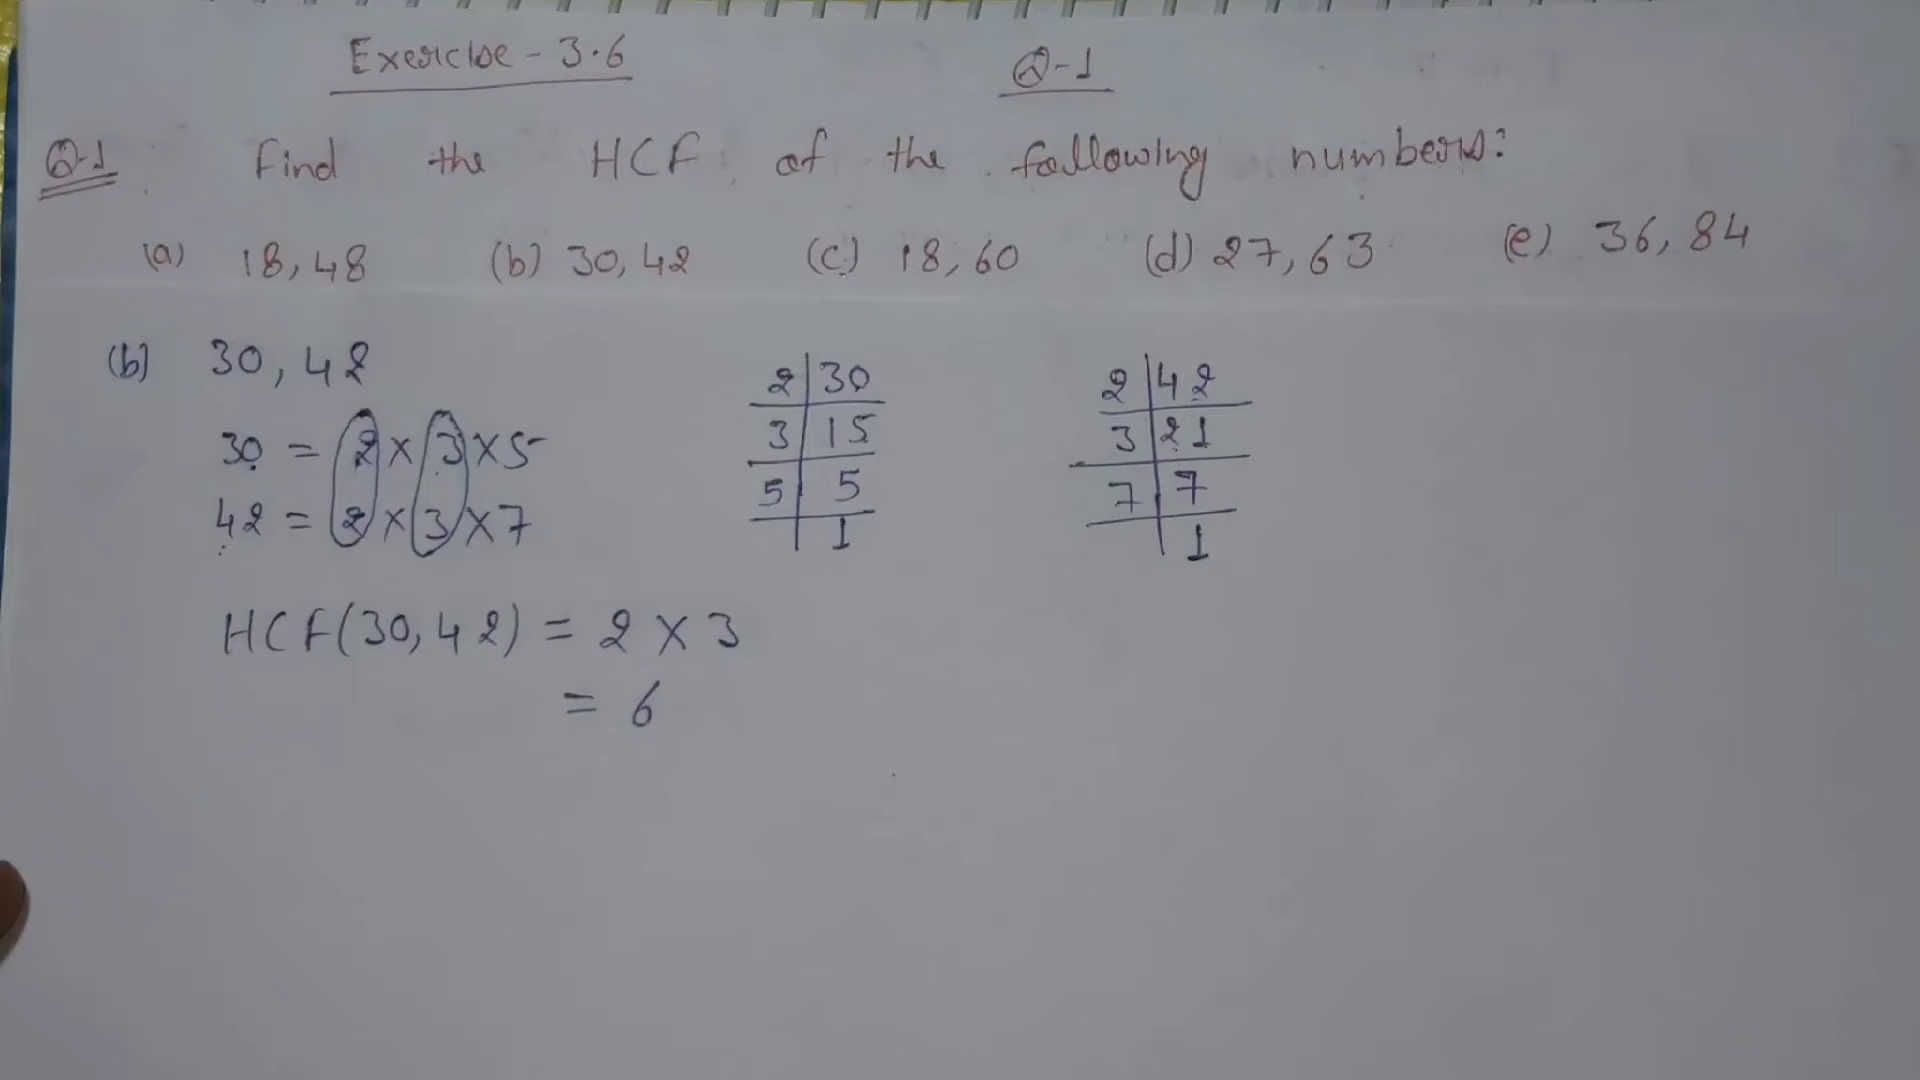 Exercise - 3.6
Q-1
Q-1 Find the HCF of the following numbers:
(a) 18, 48 (b) 30, 42 (c) 18, 60 (d) 27, 63 (e) 36, 84
(b) 30, 42
30 = 2 × 3 × 5
42 = 2 × 3 × 7
2 | 30
3 | 15
5 | 5
1
2 | 42
3 | 21
7 | 7
1
HCF(30, 42) = 2 × 3
= 6